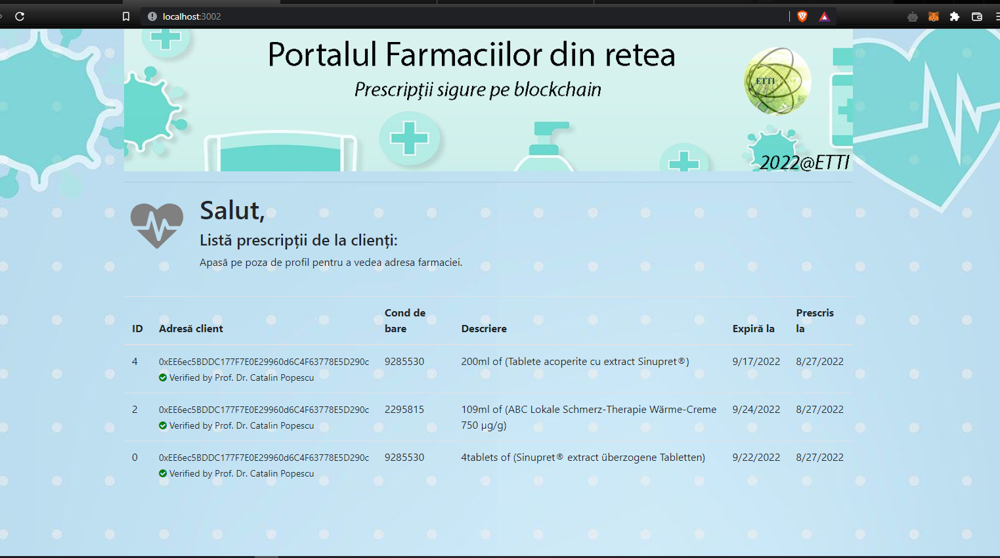 localhost:3002
Portalul Farmaciilor din retea
Prescripții sigure pe blockchain
ETTI
2022@ETTI
Salut,
Listă prescripții de la clienți:
Apasă pe poza de profil pentru a vedea adresa farmaciei.
ID Adresă client Cond de bare Descriere Expiră la Prescris la
4 0xEE6ec5BDDC177F7E0E29960d6C4F63778E5D290c 9285530 200ml of (Tablete acoperite cu extract Sinupret®) 9/17/2022 8/27/2022
Verified by Prof. Dr. Catalin Popescu
2 0xEE6ec5BDDC177F7E0E29960d6C4F63778E5D290c 2295815 109ml of (ABC Lokale Schmerz-Therapie Wärme-Creme 9/24/2022 8/27/2022
Verified by Prof. Dr. Catalin Popescu 750 µg/g)
0 0xEE6ec5BDDC177F7E0E29960d6C4F63778E5D290c 9285530 4tablets of (Sinupret® extract überzogene Tabletten) 9/22/2022 8/27/2022
Verified by Prof. Dr. Catalin Popescu